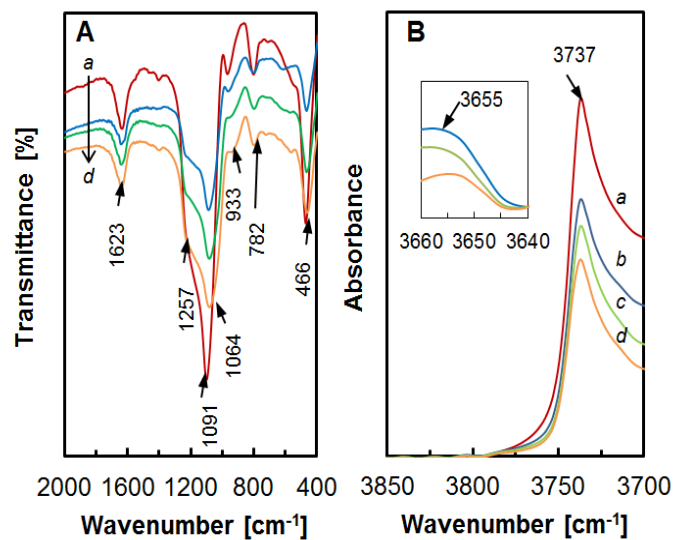 A
a
d
1623
1257
1091
1064
933
782
466
Transmittance [%]
2000 1600 1200 800 400
Wavenumber [cm-1]
B
3737
3655
3660 3650 3640
a
b
c
d
Absorbance
3850 3800 3750 3700
Wavenumber [cm-1]